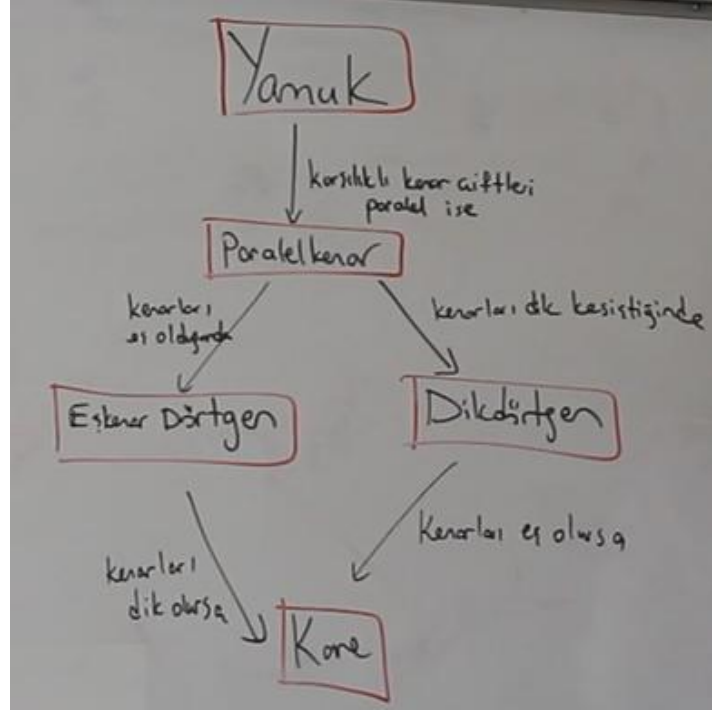 Yamuk
karşılıklı kenar çiftleri
paralel ise
Paralelkenar
kenarları
eş olduğunda
kenarları dik kesiştiğinde
Eşkenar Dörtgen
Dikdörtgen
kenarları
dik olursa
Kenarları eş olursa
Kare